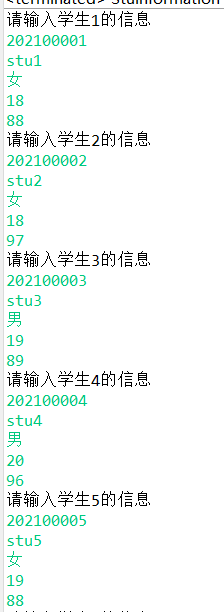 <terminated> StuInformation
请输入学生1的信息
202100001
stu1
女
18
88
请输入学生2的信息
202100002
stu2
女
18
97
请输入学生3的信息
202100003
stu3
男
19
89
请输入学生4的信息
202100004
stu4
男
20
96
请输入学生5的信息
202100005
stu5
女
19
88